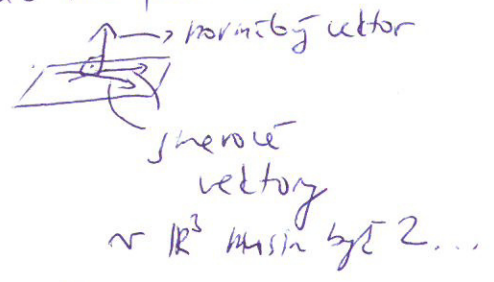 → normálový vektor
směrové
vektory
v ℝ³ musí být 2...